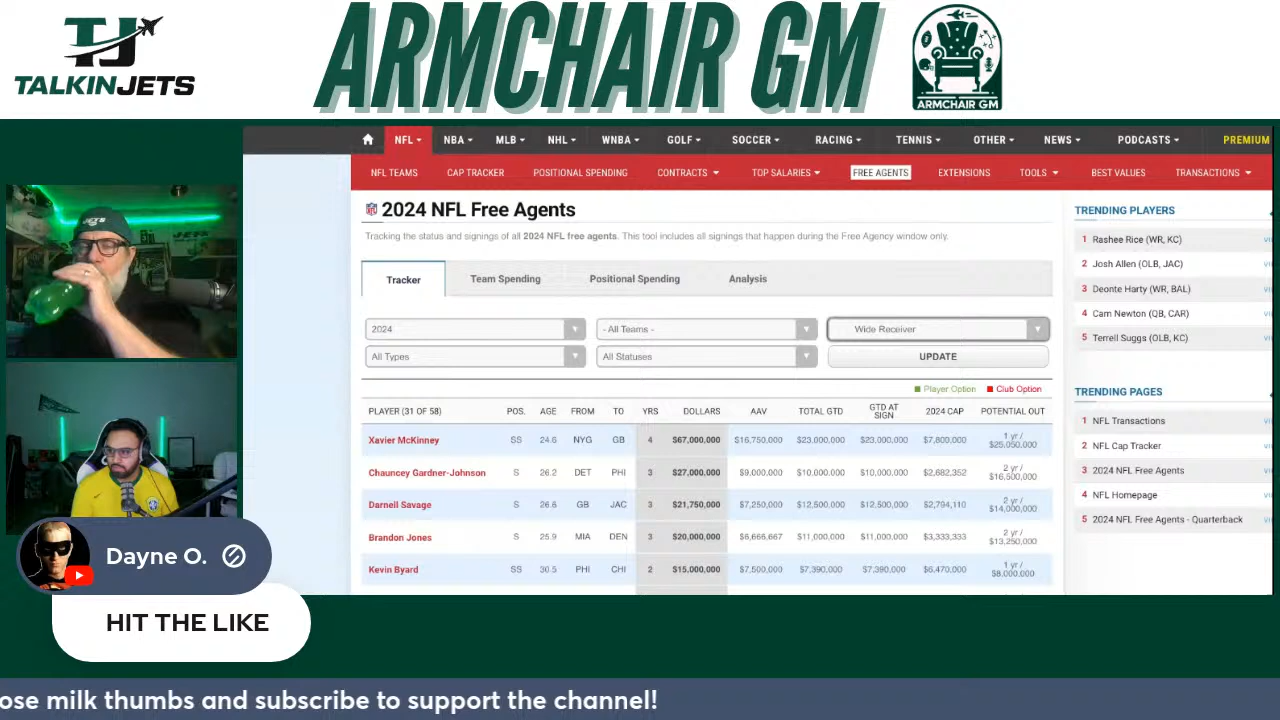 TJ
TALKINJETS
ARMCHAIR GM
ARMCHAIR GM
NFL NBA MLB NHL WNBA GOLF SOCCER RACING TENNIS OTHER NEWS PODCASTS PREMIUM
NFL TEAMS CAP TRACKER POSITIONAL SPENDING CONTRACTS TOP SALARIES FREE AGENTS EXTENSIONS TOOLS BEST VALUES TRANSACTIONS
2024 NFL Free Agents
Tracking the status and signings of all 2024 NFL free agents. This tool includes all signings that happen during the Free Agency window only.
Tracker Team Spending Positional Spending Analysis
2024 - All Teams - Wide Receiver
All Types All Statuses UPDATE
Player Option Club Option
PLAYER (31 OF 58) POS. AGE FROM TO YRS DOLLARS AAV TOTAL GTD GTD AT SIGN 2024 CAP POTENTIAL OUT
Xavier McKinney SS 24.6 NYG GB 4 $67,000,000 $16,750,000 $23,000,000 $23,000,000 $7,800,000 1 yr / $25,050,000
Chauncey Gardner-Johnson S 26.2 DET PHI 3 $27,000,000 $9,000,000 $10,000,000 $10,000,000 $2,682,352 2 yr / $16,500,000
Darnell Savage S 26.6 GB JAC 3 $21,750,000 $7,250,000 $12,500,000 $12,500,000 $2,794,110 2 yr / $14,000,000
Brandon Jones S 25.9 MIA DEN 3 $20,000,000 $6,666,667 $11,000,000 $11,000,000 $3,333,333 2 yr / $13,250,000
Kevin Byard SS 30.5 PHI CHI 2 $15,000,000 $7,500,000 $7,390,000 $7,390,000 $6,470,000 1 yr / $8,000,000
TRENDING PLAYERS
1 Rashee Rice (WR, KC)
2 Josh Allen (OLB, JAC)
3 Deonte Harty (WR, BAL)
4 Cam Newton (QB, CAR)
5 Terrell Suggs (OLB, KC)
TRENDING PAGES
1 NFL Transactions
2 NFL Cap Tracker
3 2024 NFL Free Agents
4 NFL Homepage
5 2024 NFL Free Agents - Quarterback
JETS
Dayne O.
HIT THE LIKE
ose milk thumbs and subscribe to support the channel!